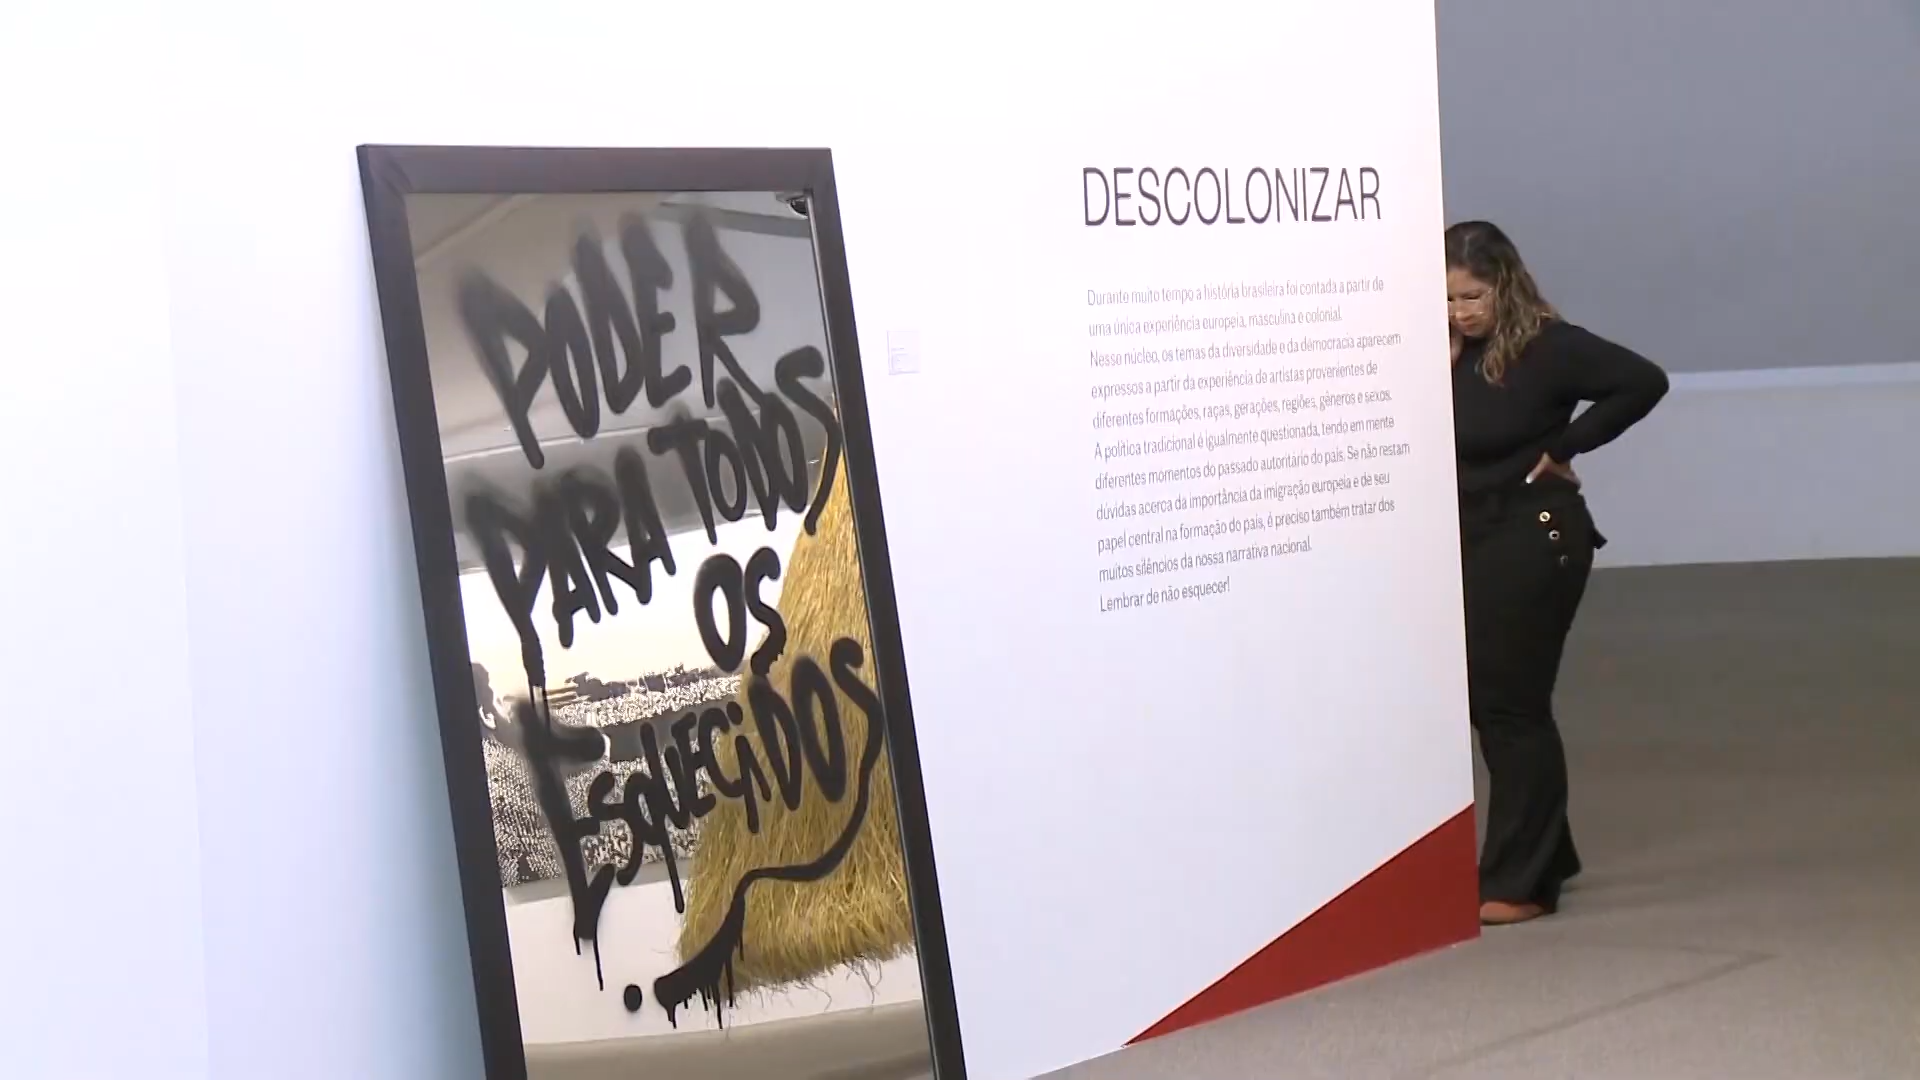 PODER
PARA TODOS
OS
ESQUECIDOS
DESCOLONIZAR
Durante muito tempo a história brasileira foi contada a partir de
uma única experiência europeia, masculina e colonial.
Nesse núcleo, os temas da diversidade e da democracia aparecem
expressos a partir da experiência de artistas provenientes de
diferentes formações, raças, gerações, regiões, gêneros e sexos.
A política tradicional é igualmente questionada, tendo em mente
diferentes momentos do passado autoritário do país. Se não restam
dúvidas acerca da importância da imigração europeia e de seu
papel central na formação do país, é preciso também tratar dos
muitos silêncios da nossa narrativa nacional.
Lembrar de não esquecer!